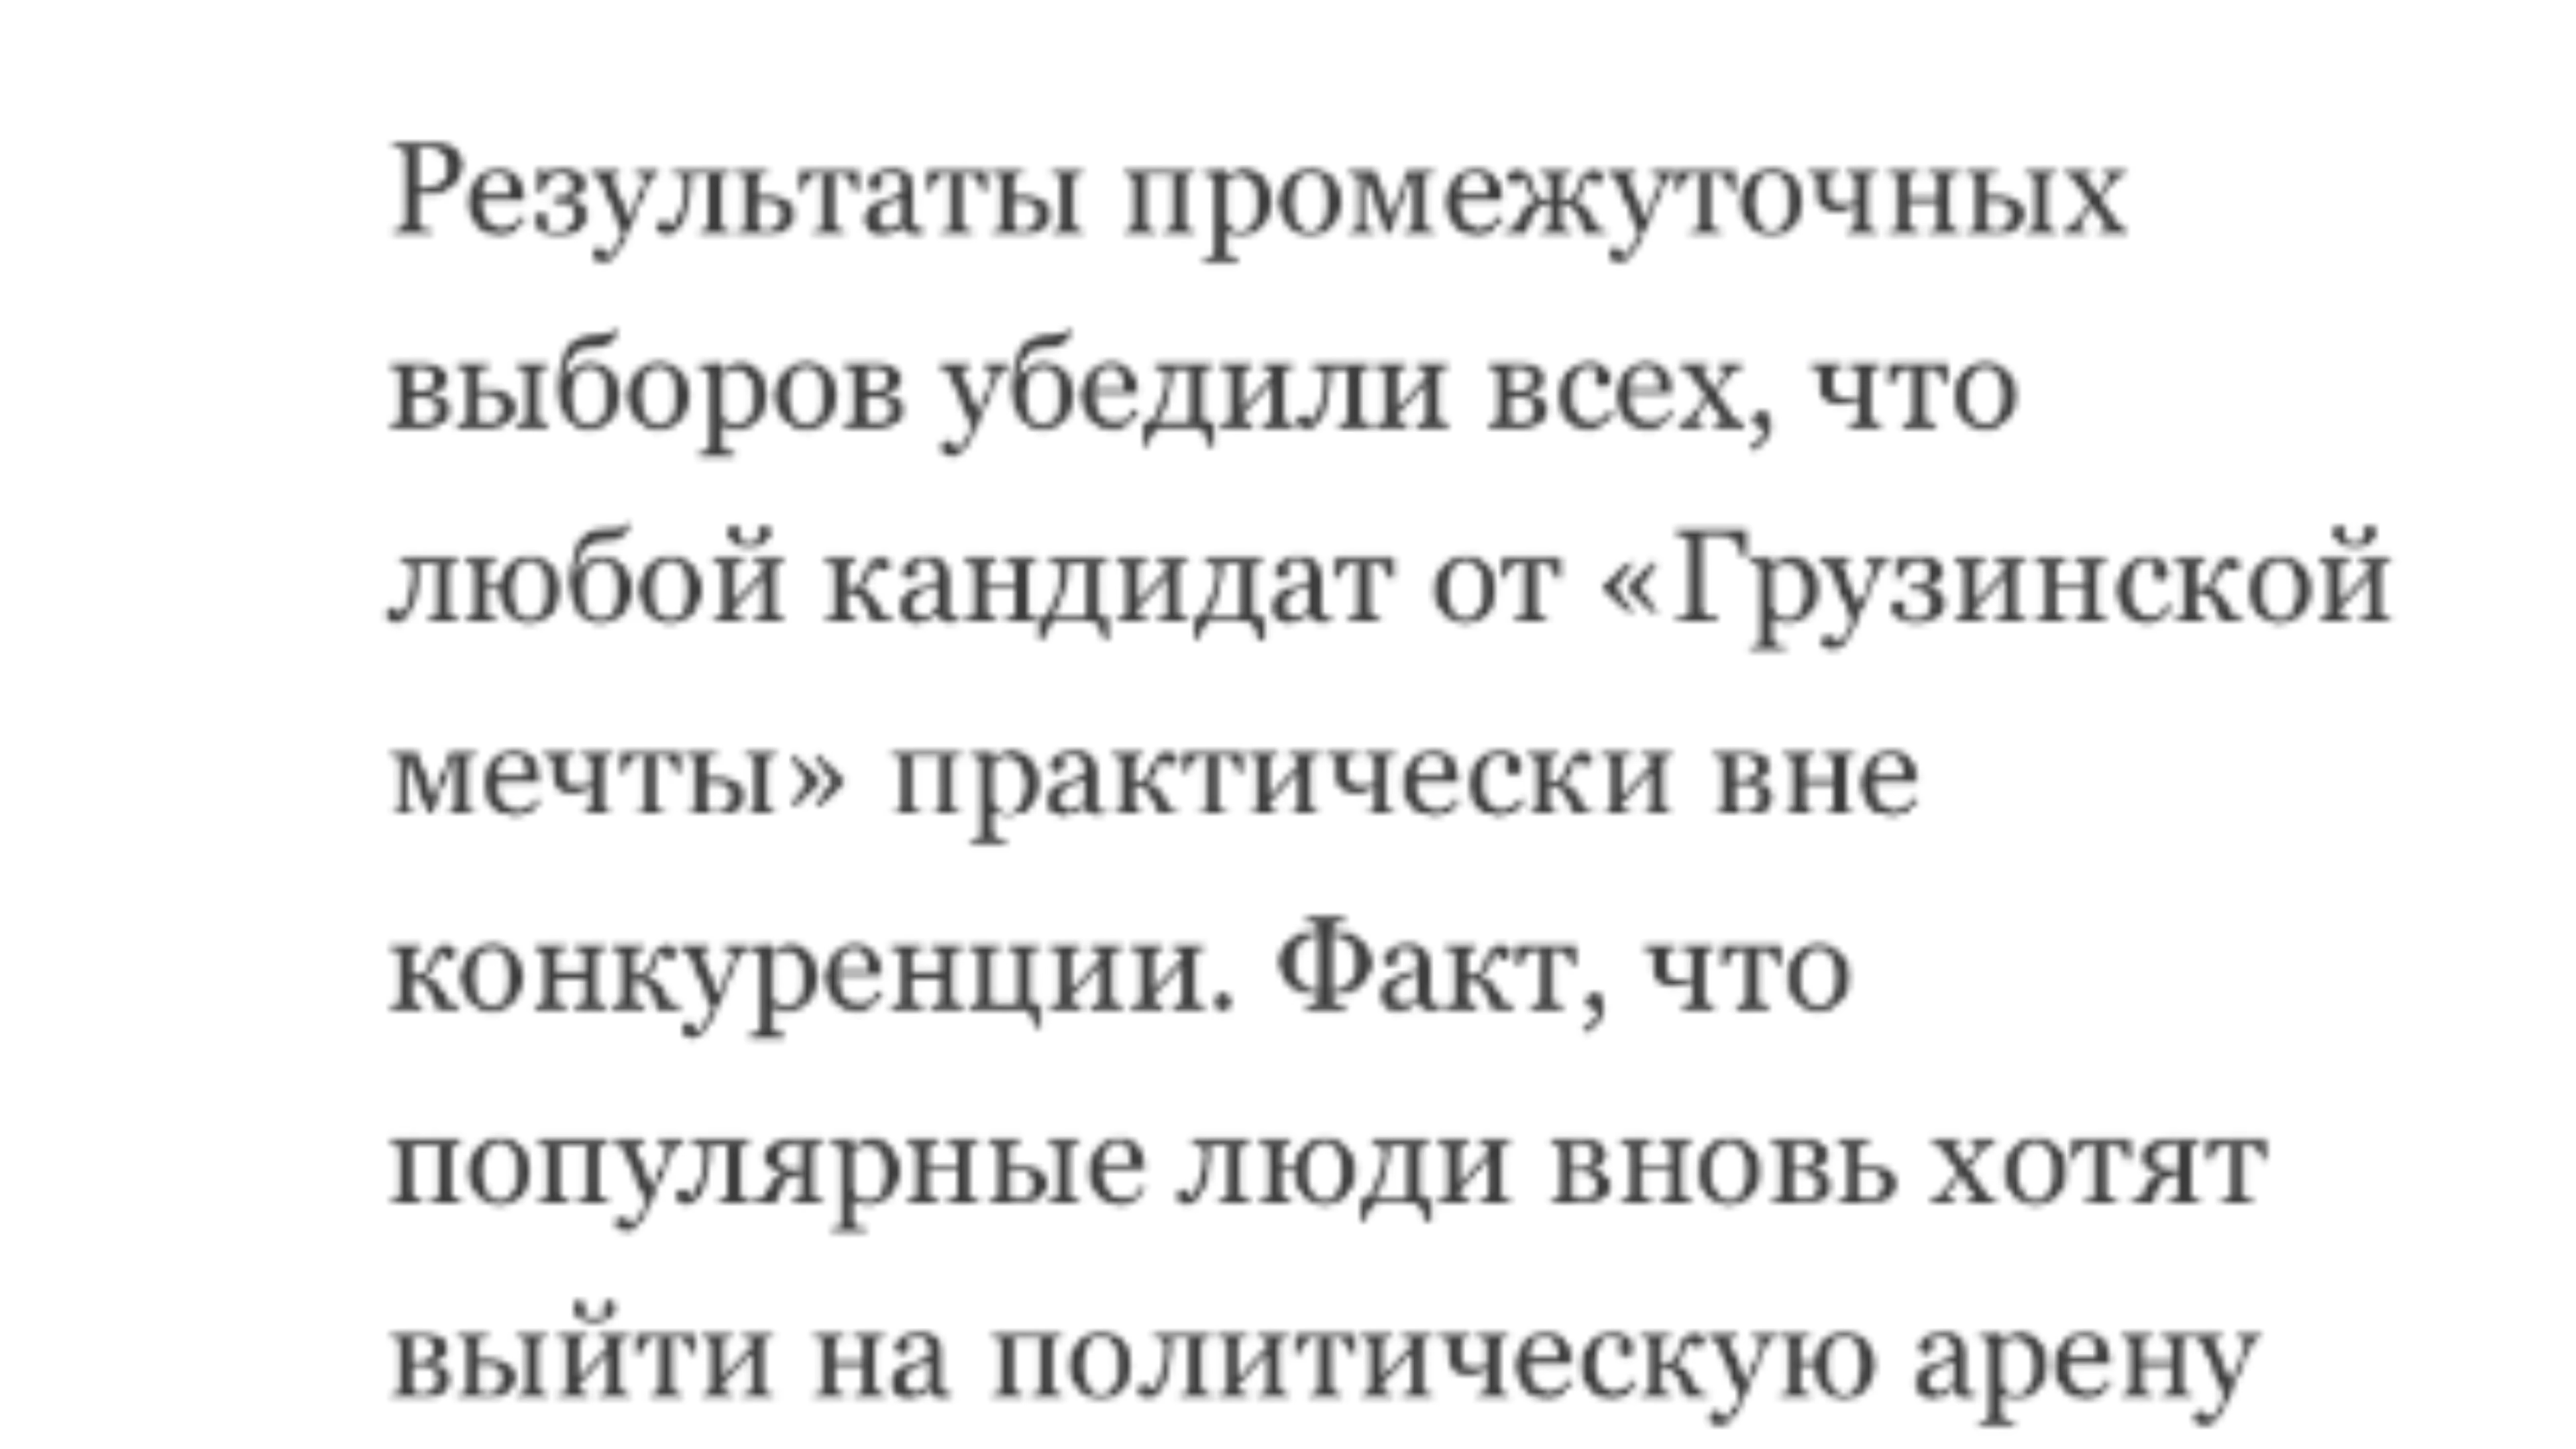 Результаты промежуточных
выборов убедили всех, что
любой кандидат от «Грузинской
мечты» практически вне
конкуренции. Факт, что
популярные люди вновь хотят
выйти на политическую арену